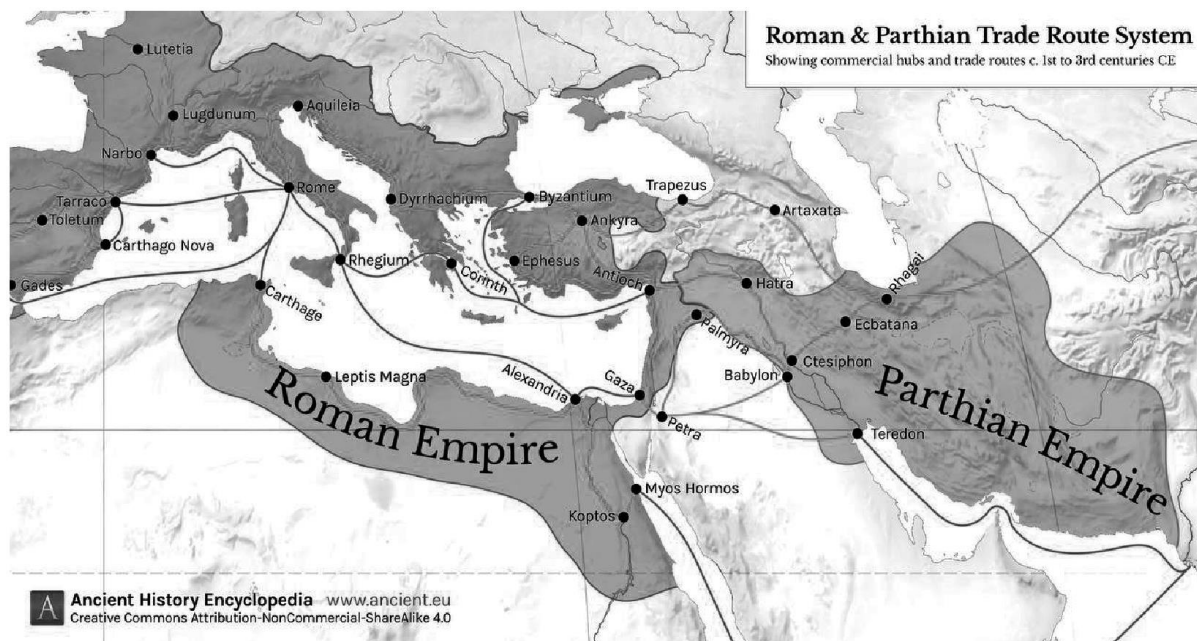 Roman & Parthian Trade Route System
Showing commercial hubs and trade routes c. 1st to 3rd centuries CE
Lutetia
Lugdunum
Aquileia
Narbo
Rome
Tarraco
Toletum
Dyrrhachium
Byzantium
Trapezus
Artaxata
Ankyra
Carthago Nova
Rhegium
Corinth
Ephesus
Antioch
Hatra
Rhagai
Gades
Carthage
Palmyra
Ecbatana
Ctesiphon
Leptis Magna
Alexandria
Gaza
Babylon
Petra
Teredon
Roman Empire
Parthian Empire
Myos Hormos
Koptos
A
Ancient History Encyclopedia www.ancient.eu
Creative Commons Attribution-NonCommercial-ShareAlike 4.0